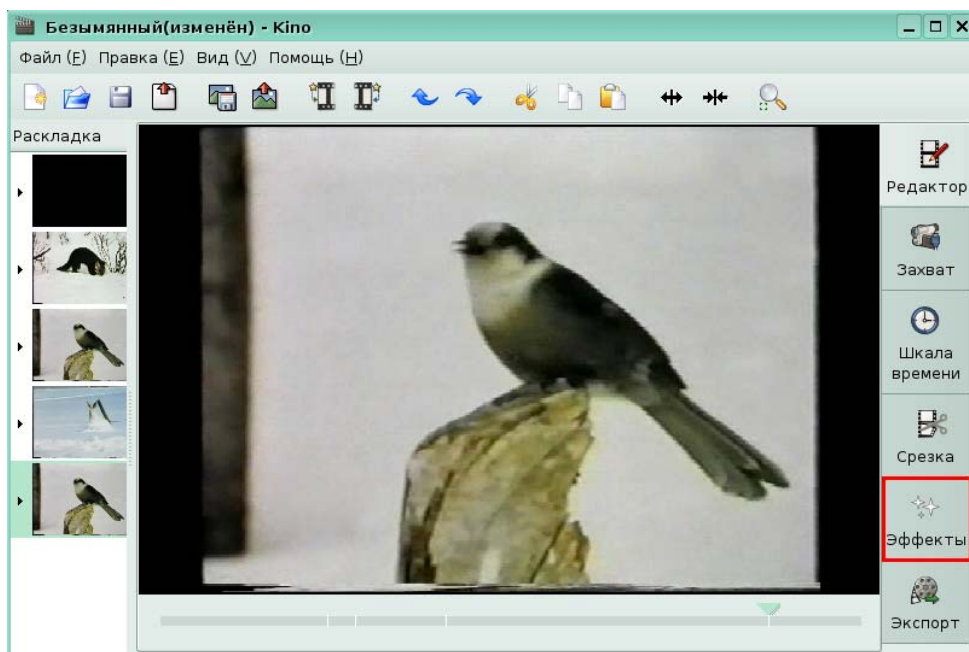 Безымянный(изменён) - Kino
Файл (F) Правка (E) Вид (V) Помощь (H)
Раскладка
Редактор
Захват
Шкала
времени
Срезка
Эффекты
Экспорт